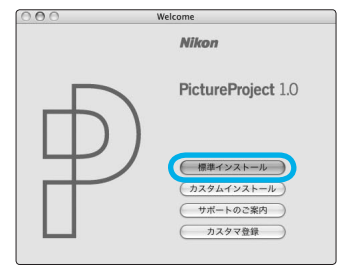 Welcome
Nikon
PictureProject 1.0
標準インストール
カスタムインストール
サポートのご案内
カスタマ登録